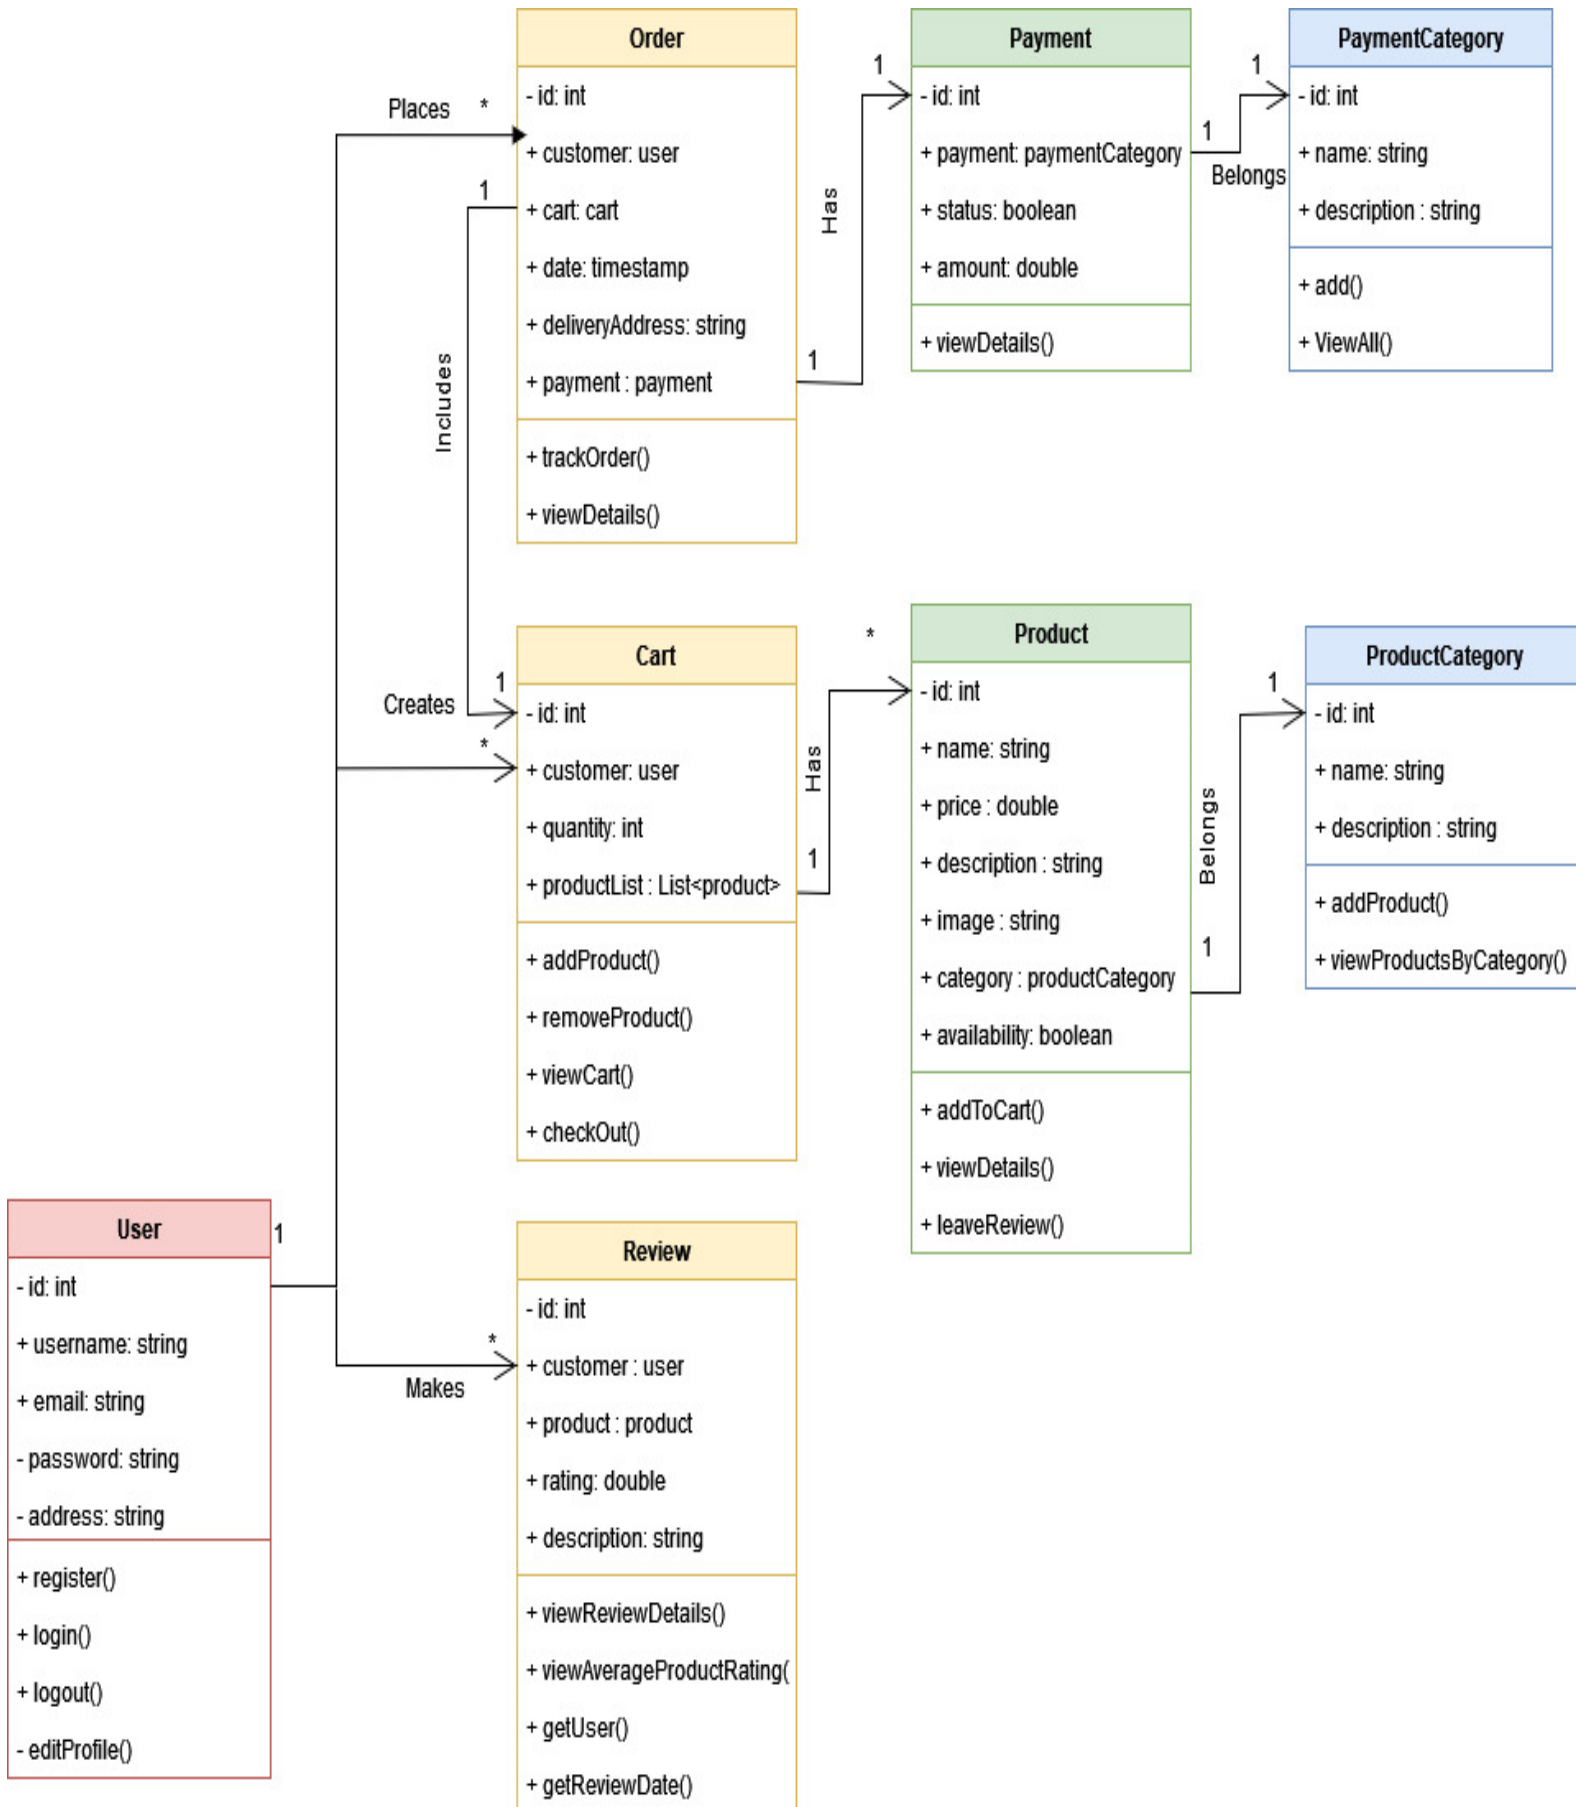 Order
- id: int
+ customer: user
+ cart: cart
+ date: timestamp
+ deliveryAddress: string
+ payment : payment
+ trackOrder()
+ viewDetails()
Places
*
1
Includes
1
Has
1
Payment
- id: int
+ payment: paymentCategory
+ status: boolean
+ amount: double
+ viewDetails()
1
Belongs
1
PaymentCategory
- id: int
+ name: string
+ description : string
+ add()
+ ViewAll()
Creates
1
*
Cart
- id: int
+ customer: user
+ quantity: int
+ productList : List<product>
+ addProduct()
+ removeProduct()
+ viewCart()
+ checkOut()
Has
1
*
Product
- id: int
+ name: string
+ price : double
+ description : string
+ image : string
+ category : productCategory
+ availability: boolean
+ addToCart()
+ viewDetails()
+ leaveReview()
Belongs
1
1
ProductCategory
- id: int
+ name: string
+ description : string
+ addProduct()
+ viewProductsByCategory()
User
- id: int
+ username: string
+ email: string
- password: string
- address: string
+ register()
+ login()
+ logout()
- editProfile()
1
*
Makes
Review
- id: int
+ customer : user
+ product : product
+ rating: double
+ description: string
+ viewReviewDetails()
+ viewAverageProductRating(
+ getUser()
+ getReviewDate()